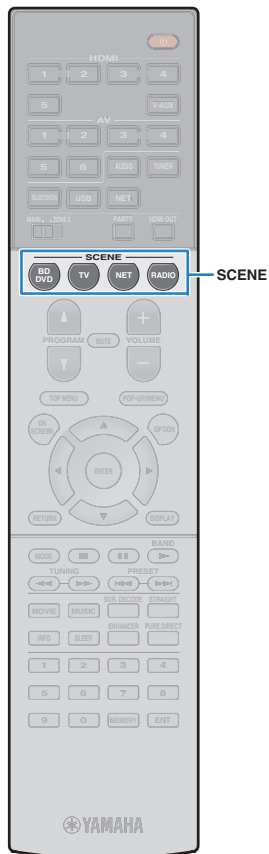 HDMI
1 2 3 4
5 V-AUX
AV
1 2 3 4
5 6 AUDIO TUNER
BLUETOOTH USB NET
MAIN ZONE 2 PARTY HDMI OUT
SCENE
BD DVD TV NET RADIO
SCENE
PROGRAM MUTE VOLUME
TOP MENU POP-UP/MENU
ON SCREEN OPTION
ENTER
RETURN DISPLAY
BAND
MODE
TUNING PRESET
MOVIE MUSIC SUR. DECODE STRAIGHT
ENHANCER PURE DIRECT
INFO SLEEP
1 2 3 4
5 6 7 8
9 0 MEMORY ENT
YAMAHA